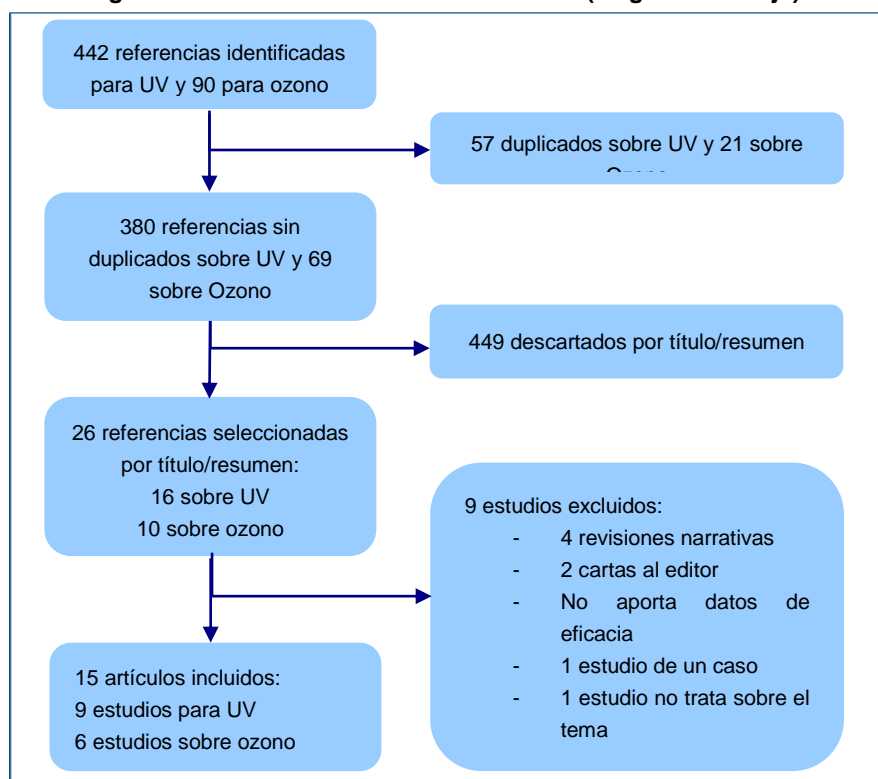 442 referencias identificadas
para UV y 90 para ozono
57 duplicados sobre UV y 21 sobre
380 referencias sin
duplicados sobre UV y 69
sobre Ozono
449 descartados por título/resumen
26 referencias seleccionadas
por título/resumen:
16 sobre UV
10 sobre ozono
9 estudios excluidos:
- 4 revisiones narrativas
- 2 cartas al editor
- No aporta datos de
eficacia
- 1 estudio de un caso
- 1 estudio no trata sobre el
tema
15 artículos incluidos:
9 estudios para UV
6 estudios sobre ozono